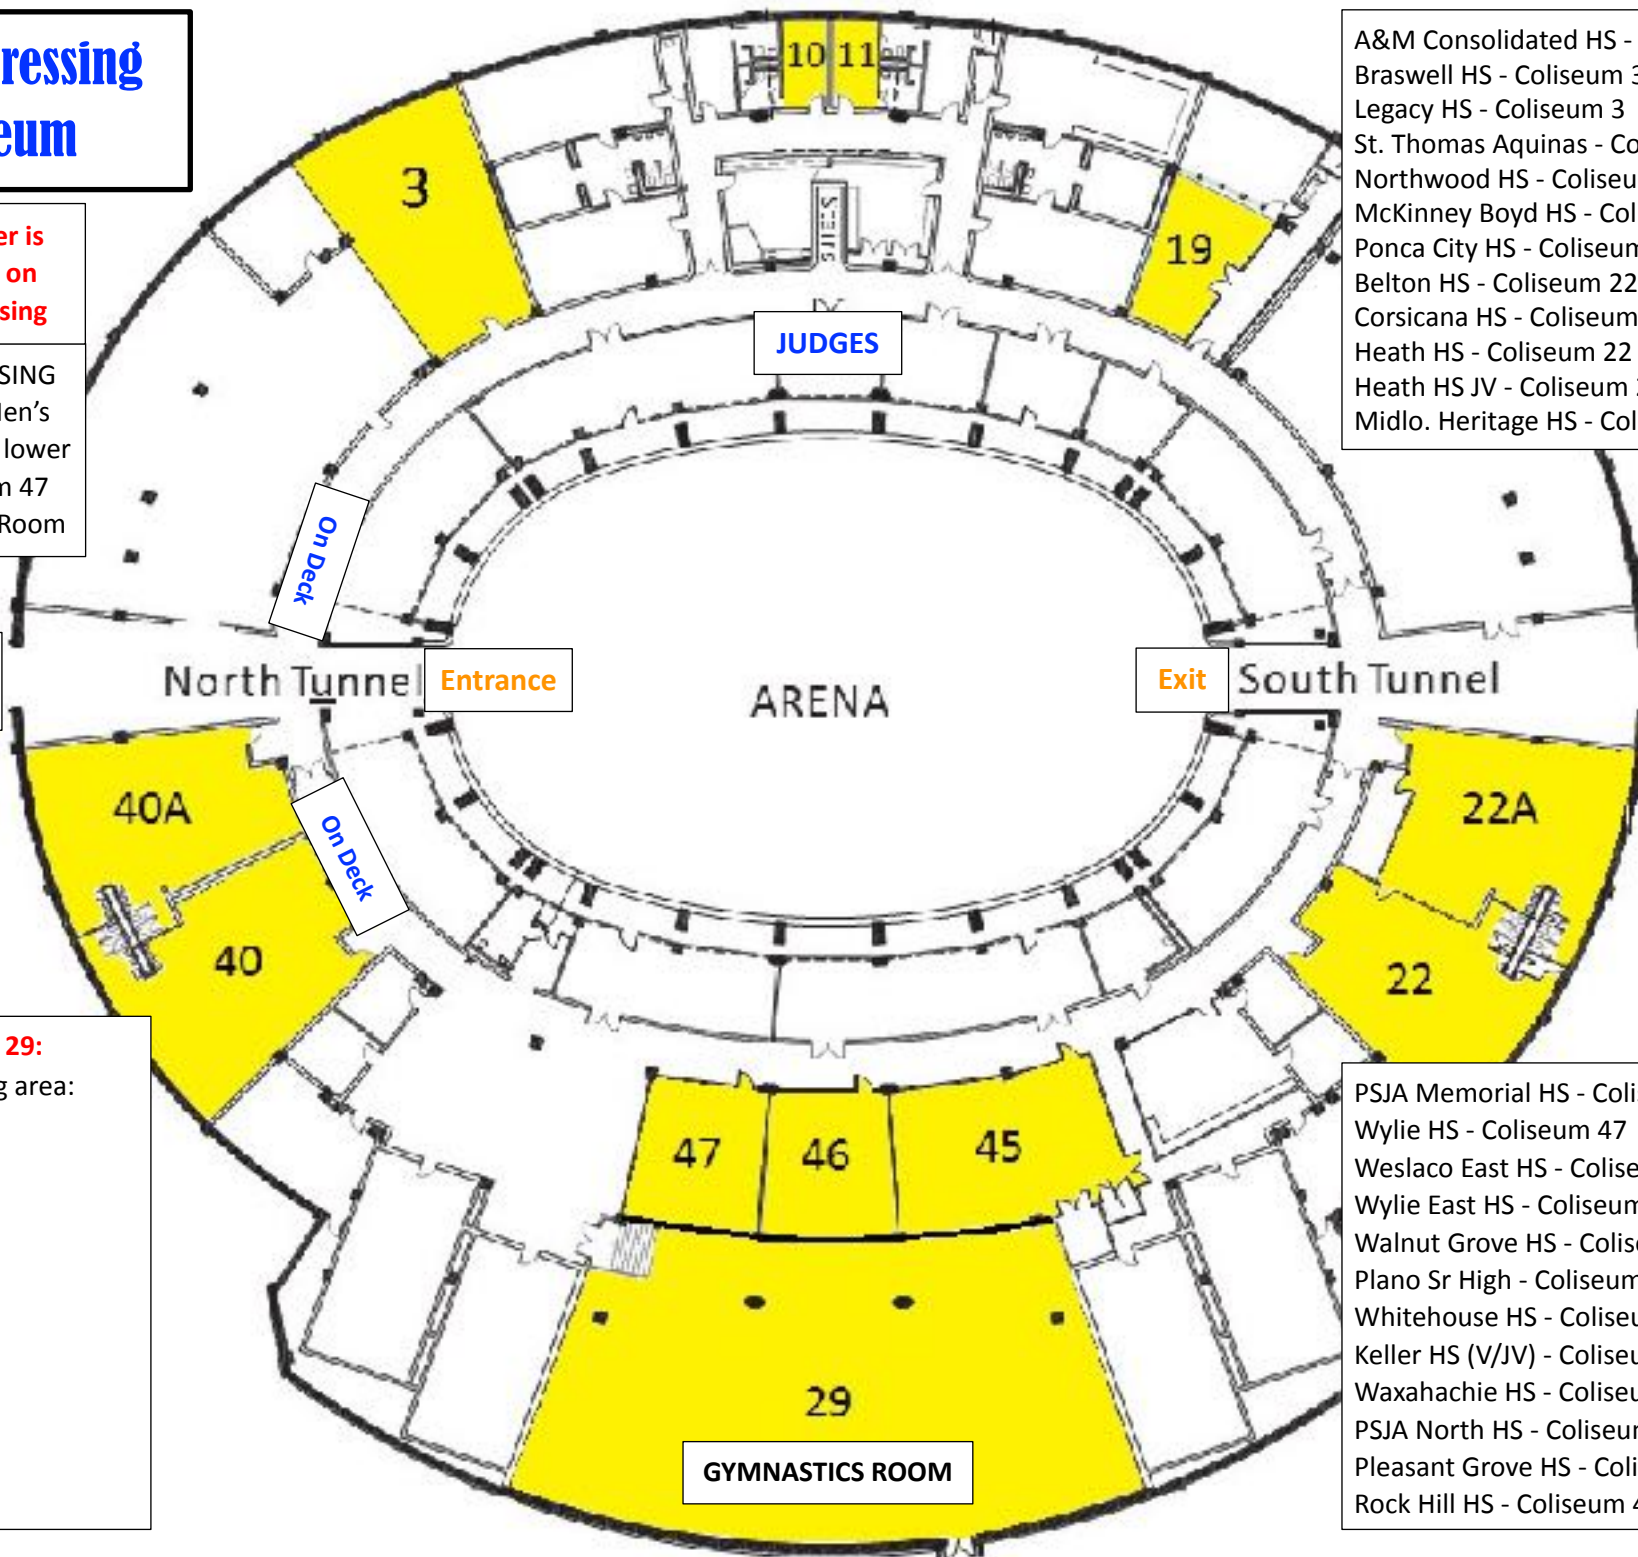 ressing
eum
er is
on
sing
SING
len's
lower
m 47
Room
10 11
3
STAIRS
19
JUDGES
A&M Consolidated HS -
Braswell HS - Coliseum 3
Legacy HS - Coliseum 3
St. Thomas Aquinas - Co
Northwood HS - Coliseu
McKinney Boyd HS - Col
Ponca City HS - Coliseum
Belton HS - Coliseum 22
Corsicana HS - Coliseum
Heath HS - Coliseum 22
Heath HS JV - Coliseum
Midlo. Heritage HS - Col
On Deck
North Tunnel
Entrance
ARENA
Exit
South Tunnel
40A
On Deck
22A
40
22
29:
g area:
47
46
45
29
GYMNASTICS ROOM
PSJA Memorial HS - Coli
Wylie HS - Coliseum 47
Weslaco East HS - Colise
Wylie East HS - Coliseum
Walnut Grove HS - Colise
Plano Sr High - Coliseum
Whitehouse HS - Coliseu
Keller HS (V/JV) - Coliseu
Waxahachie HS - Coliseu
PSJA North HS - Coliseum
Pleasant Grove HS - Coli
Rock Hill HS - Coliseum 4